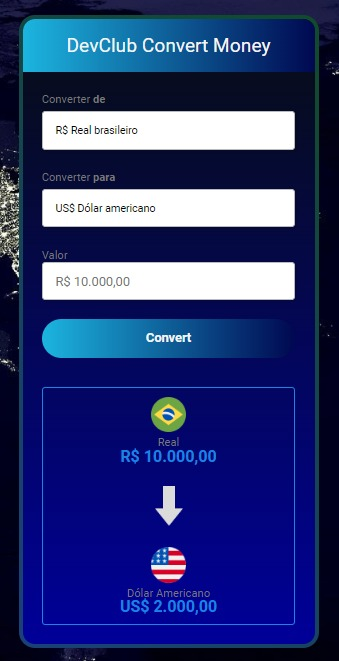 DevClub Convert Money
Converter de
R$ Real brasileiro
Converter para
US$ Dólar americano
Valor
R$ 10.000,00
Convert
Real
R$ 10.000,00
Dólar Americano
US$ 2.000,00